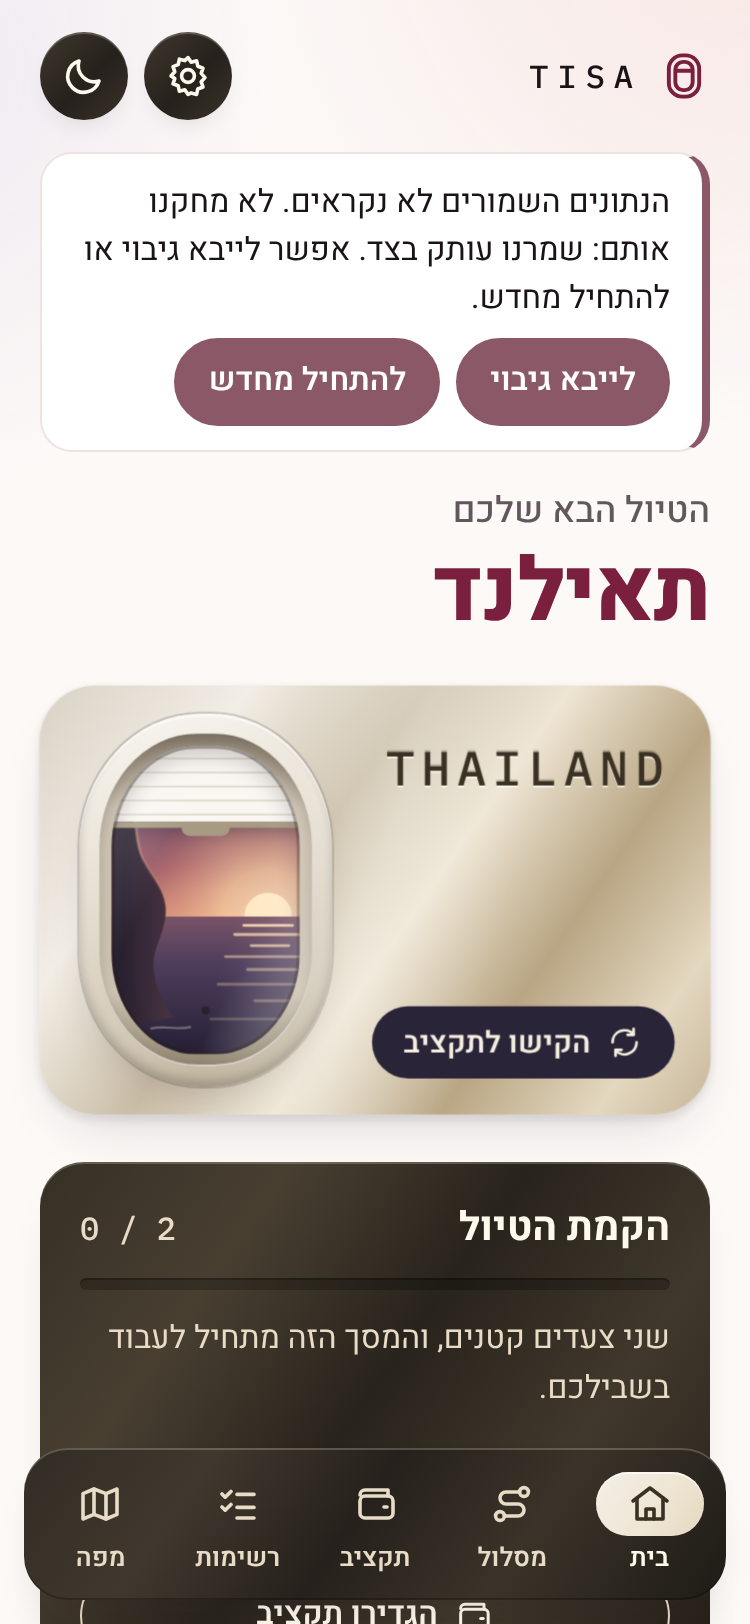 TISA
הנתונים השמורים לא נקראים. לא מחקנו
אותם: שמרנו עותק בצד. אפשר לייבא גיבוי או
להתחיל מחדש.
לייבא גיבוי
להתחיל מחדש
הטיול הבא שלכם
תאילנד
THAILAND
הקישו לתקציב
הקמת הטיול
0 / 2
שני צעדים קטנים, והמסך הזה מתחיל לעבוד
בשבילכם.
בית
מסלול
תקציב
רשימות
מפה
הגדירו תקציב